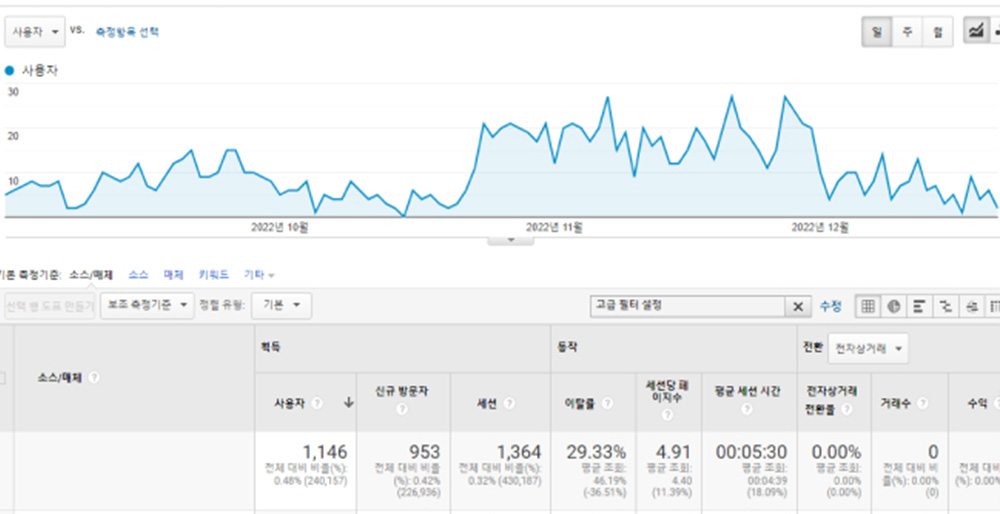 사용자 VS. 측정항목 선택
일 주 월
사용자
30
20
10
2022년 10월 2022년 11월 2022년 12월
기본 측정기준: 소스/매체 소스 매체 키워드 기타
선택 행 도표 만들기 보조 측정기준 정렬 유형: 기본 고급 필터 설정 수정
획득 동작 전환 전자상거래
소스/매체
사용자 신규 방문자 세션 이탈률 세션당 페이지수 평균 세션 시간 전자상거래 전환율 거래수 수익
1,146 953 1,364 29.33% 4.91 00:05:30 0.00% 0
전체 대비 비율(%): 0.48% (240,157)
전체 대비 비율(%): 0.42% (226,936)
전체 대비 비율(%): 0.32% (430,187)
평균 조회: 46.19% (-36.51%)
평균 조회: 4.40 (11.39%)
평균 조회: 00:04:39 (18.09%)
평균 조회: 0.00% (0.00%)
전체 대비 비율(%): 0.00% (0)
전체 대비 (%): 0.00%